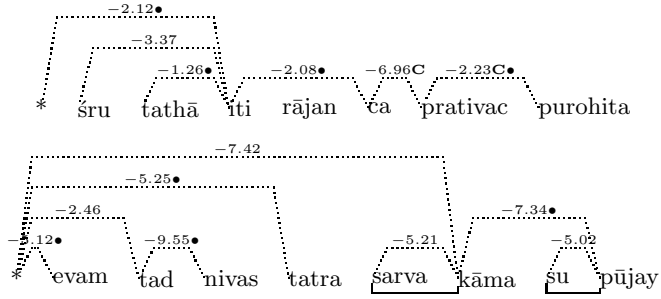 −2.12●
−3.37
−1.26● −2.08● −6.96C −2.23C●
* śru tathā iti rājan ca prativac purohita
−7.42
−5.25●
−2.46 −7.34●
−5.12● −9.55● −5.21 −5.02
* evam tad nivas tatra sarva kāma su pūjay